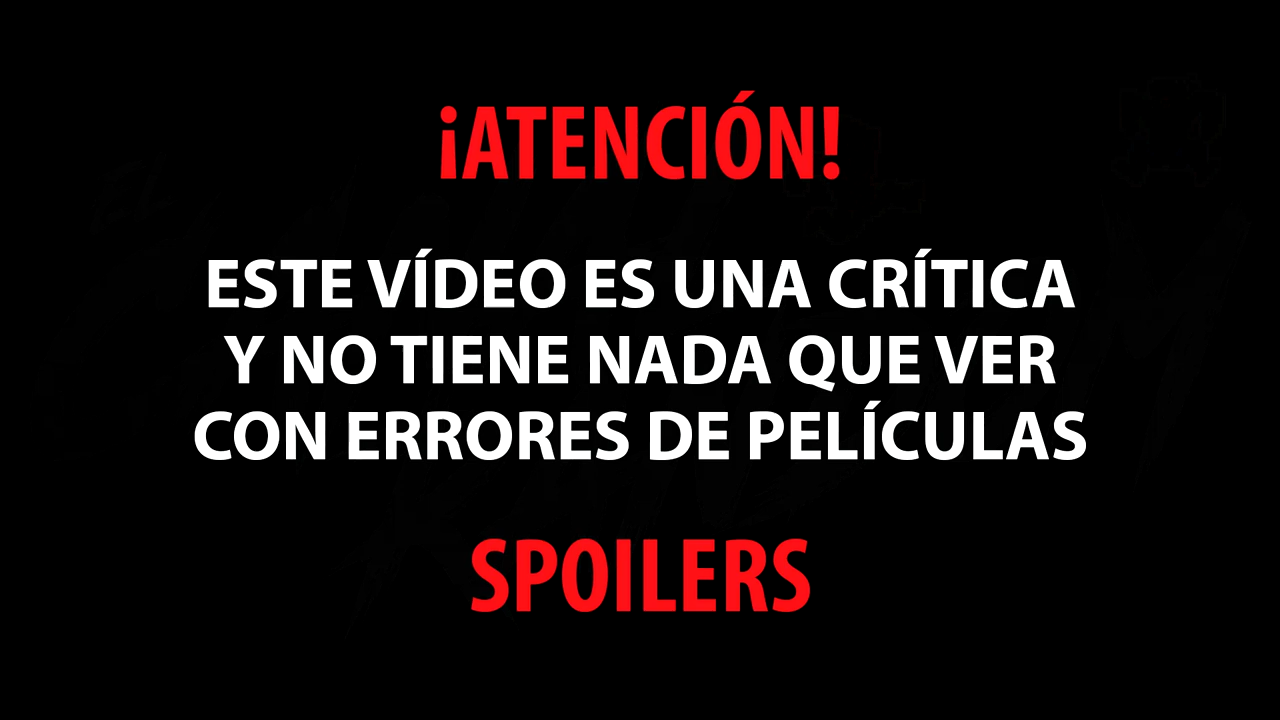 ¡ATENCIÓN!
ESTE VÍDEO ES UNA CRÍTICA
Y NO TIENE NADA QUE VER
CON ERRORES DE PELÍCULAS
SPOILERS